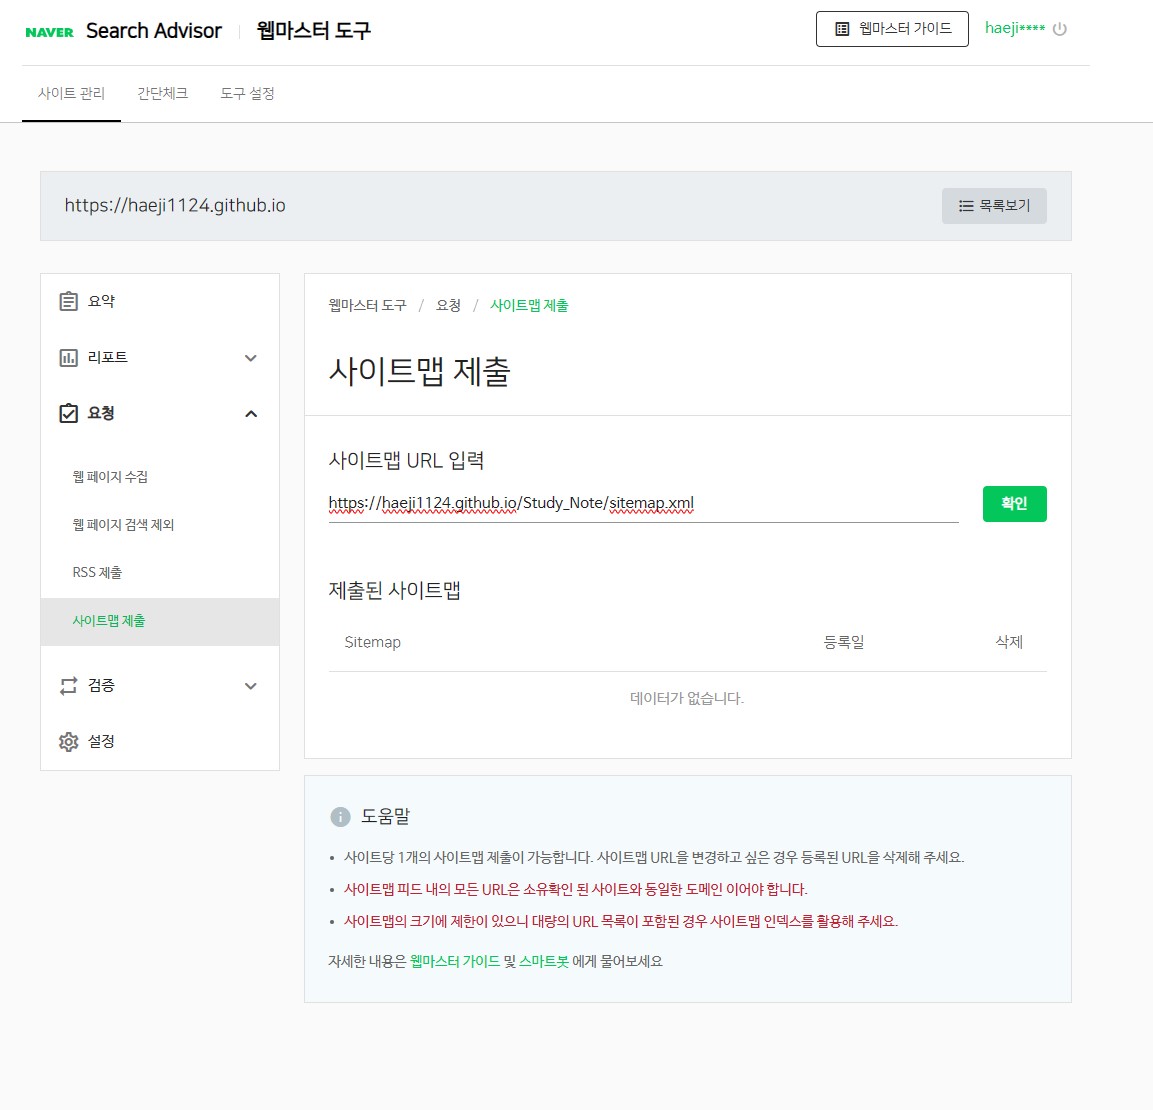 NAVER Search Advisor 웹마스터 도구
웹마스터 가이드
haeji****
사이트 관리 간단체크 도구 설정
https://haeji1124.github.io
목록보기
요약
리포트
요청
웹 페이지 수집
웹 페이지 검색 제외
RSS 제출
사이트맵 제출
검증
설정
웹마스터 도구 / 요청 / 사이트맵 제출
사이트맵 제출
사이트맵 URL 입력
https://haeji1124.github.io/Study_Note/sitemap.xml
확인
제출된 사이트맵
Sitemap 등록일 삭제
데이터가 없습니다.
도움말
• 사이트당 1개의 사이트맵 제출이 가능합니다. 사이트맵 URL을 변경하고 싶은 경우 등록된 URL을 삭제해 주세요.
• 사이트맵 피드 내의 모든 URL은 소유확인 된 사이트와 동일한 도메인 이어야 합니다.
• 사이트맵의 크기에 제한이 있으니 대량의 URL 목록이 포함된 경우 사이트맵 인덱스를 활용해 주세요.
자세한 내용은 웹마스터 가이드 및 스마트봇 에게 물어보세요